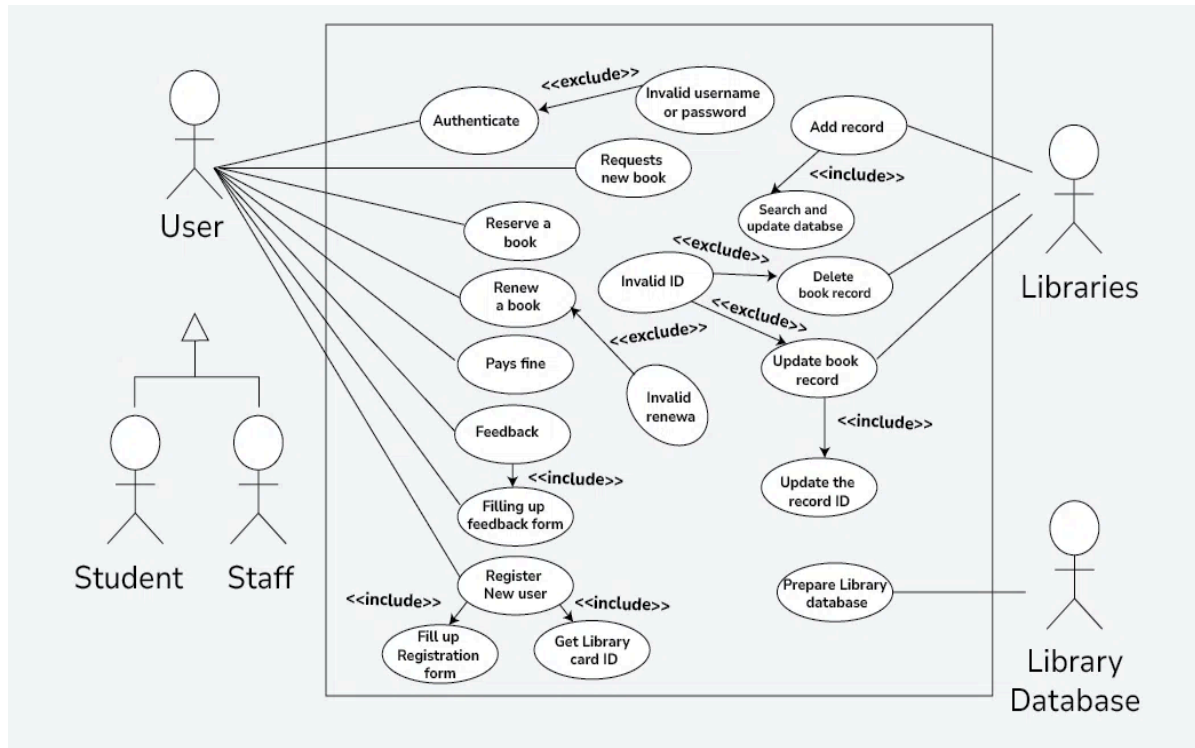 <<exclude>>
Invalid username
or password
Authenticate
Add record
Requests
new book
<<include>>
User
Reserve a
book
Search and
update databse
<<exclude>>
Invalid ID
Delete
book record
Libraries
Renew
a book
<<exclude>>
<<exclude>>
Pays fine
Update book
record
Invalid
renewa
Feedback
<<include>>
<<include>>
Filling up
feedback form
Update the
record ID
Student
Staff
Register
New user
Prepare Library
database
<<include>>
<<include>>
Fill up
Registration
form
Get Library
card ID
Library
Database